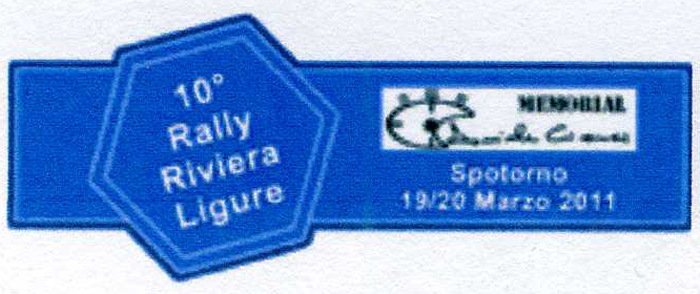 10°
Rally
Riviera
Ligure
MEMORIAL
Spotorno
19/20 Marzo 2011